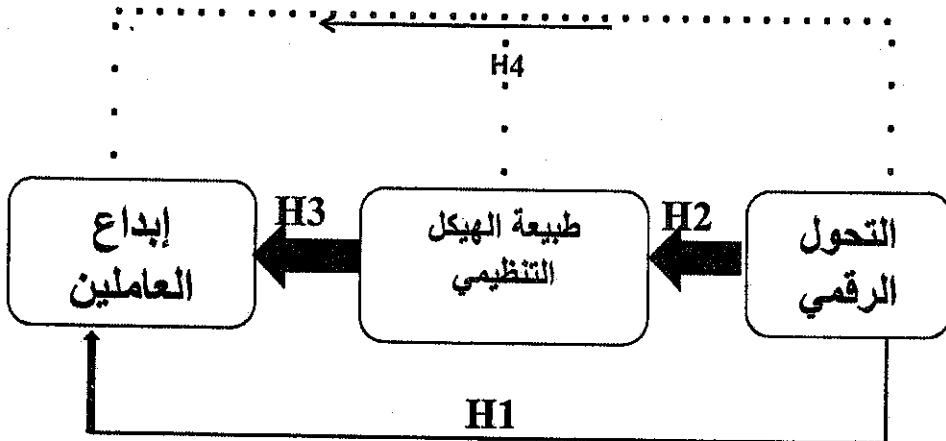 H4
التحول
الرقمي
H2
طبيعة الهيكل
التنظيمي
H3
إبداع
العاملين
H1